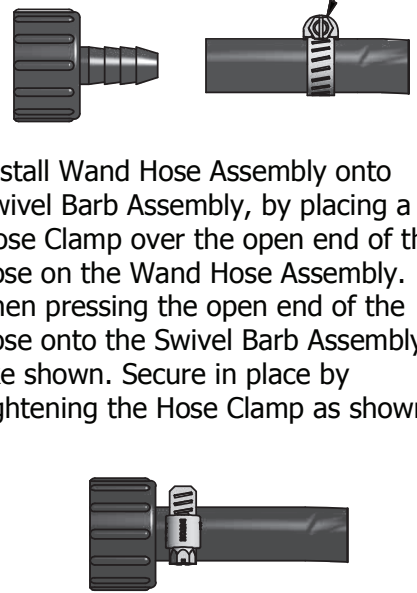 stall Wand Hose Assembly onto
wivel Barb Assembly, by placing a
ose Clamp over the open end of th
ose on the Wand Hose Assembly.
hen pressing the open end of the
ose onto the Swivel Barb Assembly
ke shown. Secure in place by
ghtening the Hose Clamp as shown